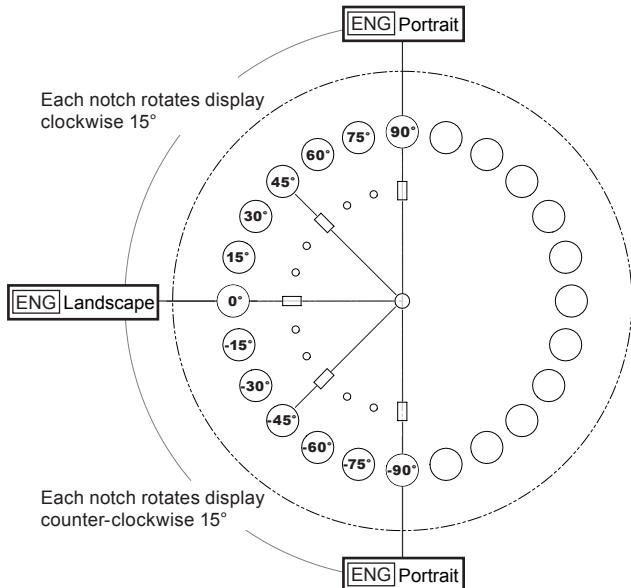 ENG Portrait
Each notch rotates display
clockwise 15°
90°
75°
60°
45°
30°
15°
ENG Landscape
0°
-15°
-30°
-45°
-60°
-75°
-90°
Each notch rotates display
counter-clockwise 15°
ENG Portrait